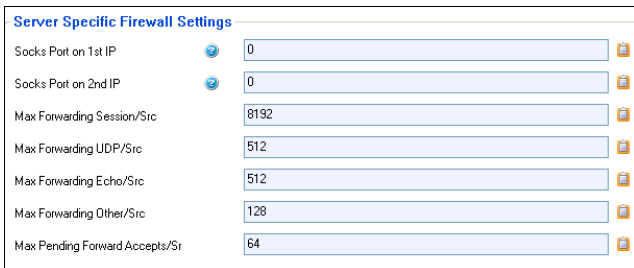 Server Specific Firewall Settings
Socks Port on 1st IP 0
Socks Port on 2nd IP 0
Max Forwarding Session/Src 8192
Max Forwarding UDP/Src 512
Max Forwarding Echo/Src 512
Max Forwarding Other/Src 128
Max Pending Forward Accepts/Sr 64